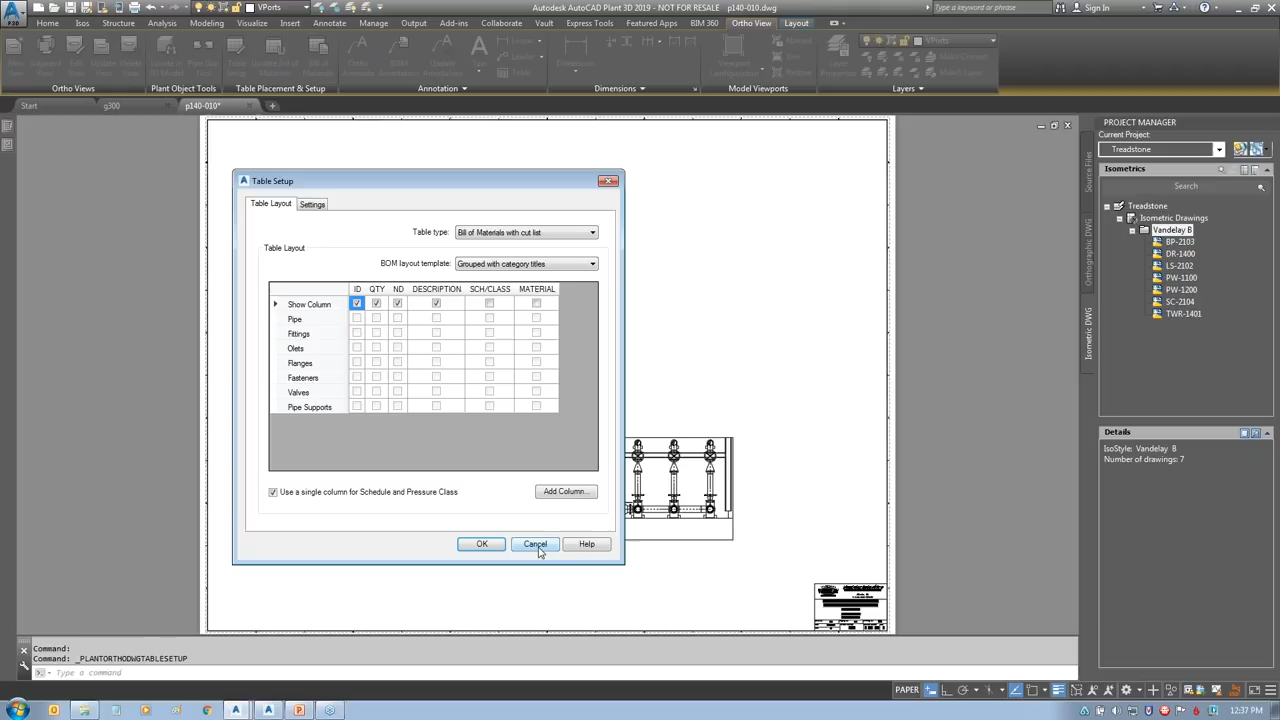 VPorts
Autodesk AutoCAD Plant 3D 2019 - NOT FOR RESALE p140-010.dwg
Type a keyword or phrase
Sign In
P3D
Home Isos Structure Analysis Visualize Insert Annotate Manage Output Add-ins Collaborate Vault Express Tools Featured Apps BIM 360 Ortho View Layout
VPorts
Ortho Views Plant Object Tools Table Placement & Setup Annotation Dimensions Model Viewports Layers
Start g300 p140-010*
PROJECT MANAGER
Current Project:
Treadstone
Isometrics
Search
Treadstone
Isometric Drawings
Vandelay B
BP-2103
DR-1400
LS-2102
PW-1100
PW-1200
SC-2104
TWR-1401
Source Files
Orthographic DWG
Isometric DWG
Details
IsoStyle: Vandelay B
Number of drawings: 7
Table Setup
Table Layout Settings
Table type: Bill of Materials with cut list
Table Layout
BOM layout template: Grouped with category titles
ID QTY ND DESCRIPTION SCH/CLASS MATERIAL
Show Column
Pipe
Fittings
Olets
Flanges
Fasteners
Valves
Pipe Supports
Use a single column for Schedule and Pressure Class
Add Column...
OK Cancel Help
Command:
Command: _PLANTORTHODWGTABLESETUP
Type a command
PAPER
12:37 PM